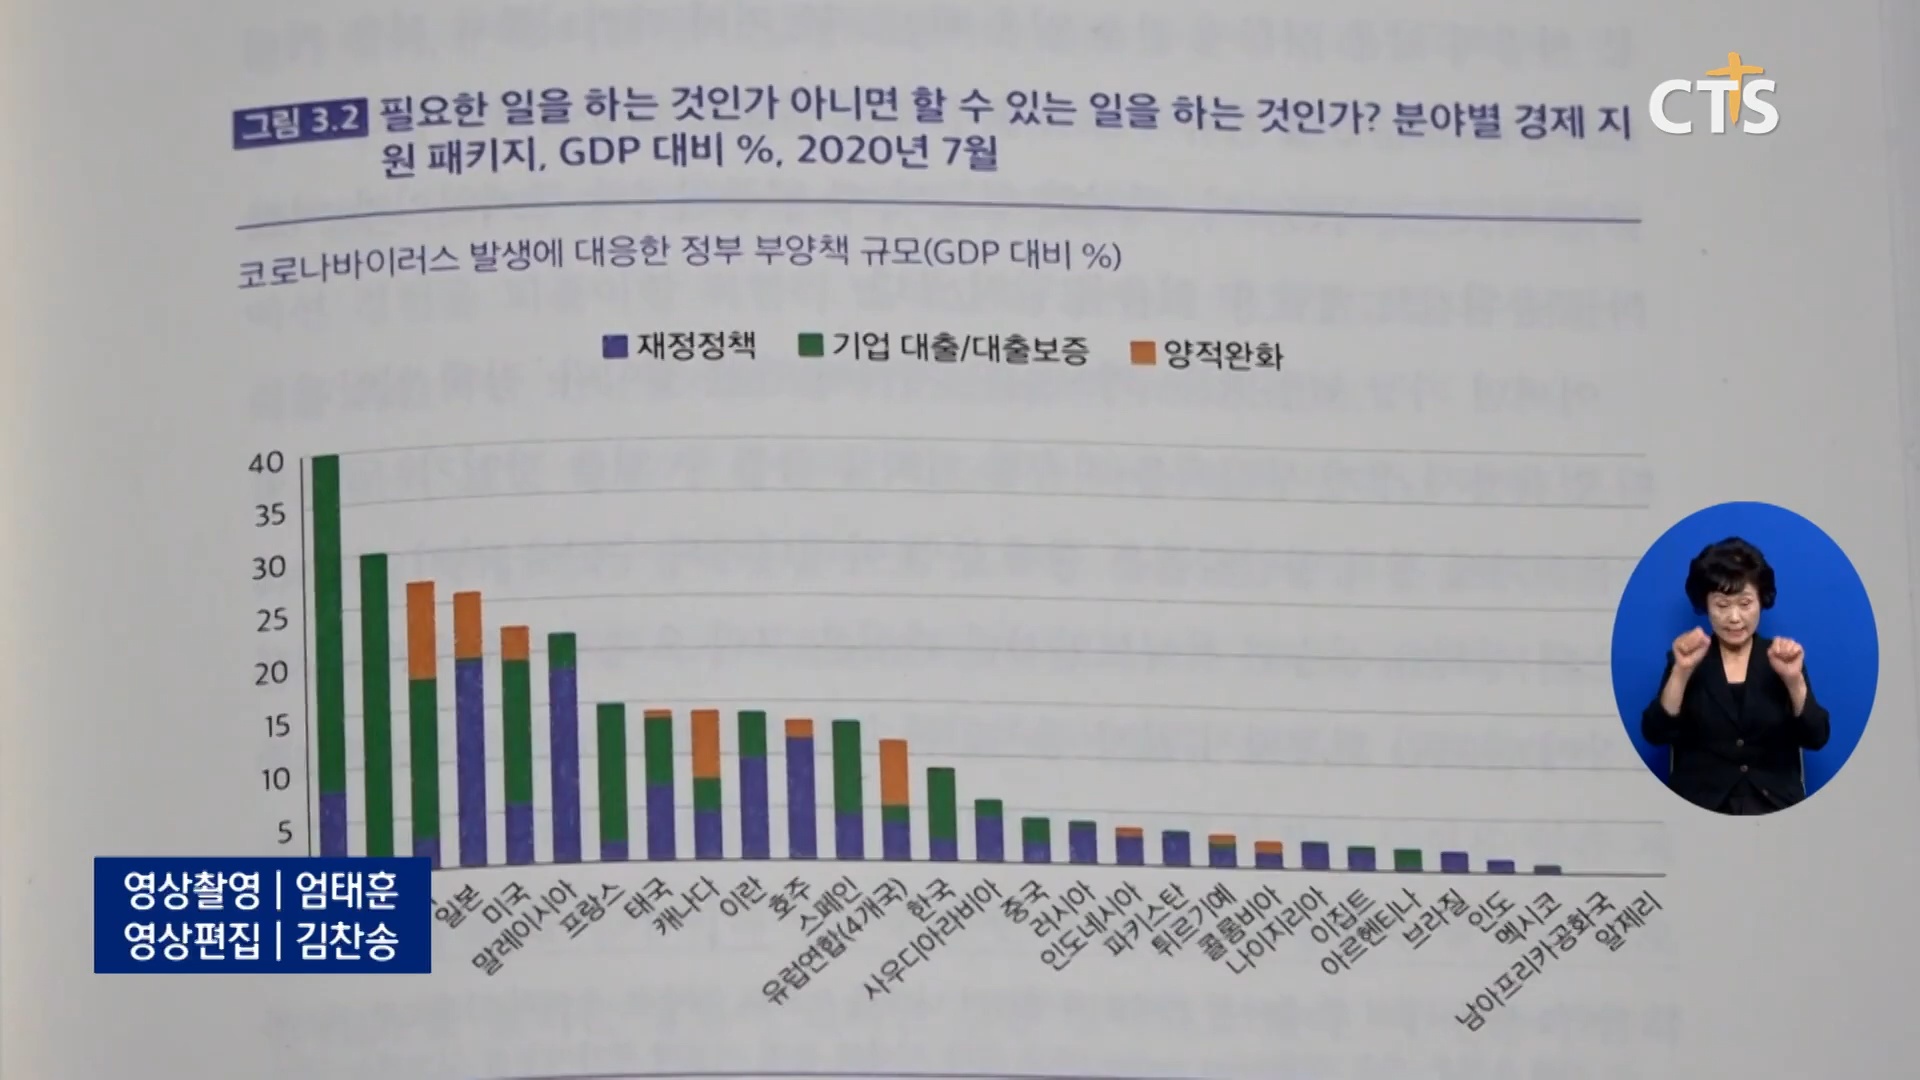 CTS
그림 3.2 필요한 일을 하는 것인가 아니면 할 수 있는 일을 하는 것인가? 분야별 경제 지
원 패키지, GDP 대비 %, 2020년 7월
코로나바이러스 발생에 대응한 정부 부양책 규모(GDP 대비 %)
재정정책 기업 대출/대출보증 양적완화
40
35
30
25
20
15
10
5
일본
미국
말레이시아
프랑스
태국
캐나다
이란
호주
스페인
유럽연합(4개국)
한국
사우디아라비아
중국
러시아
인도네시아
파키스탄
튀르기예
콜롬비아
나이지리아
이집트
아르헨티나
브라질
인도
멕시코
남아프리카공화국
알제리
영상촬영 | 엄태훈
영상편집 | 김찬송